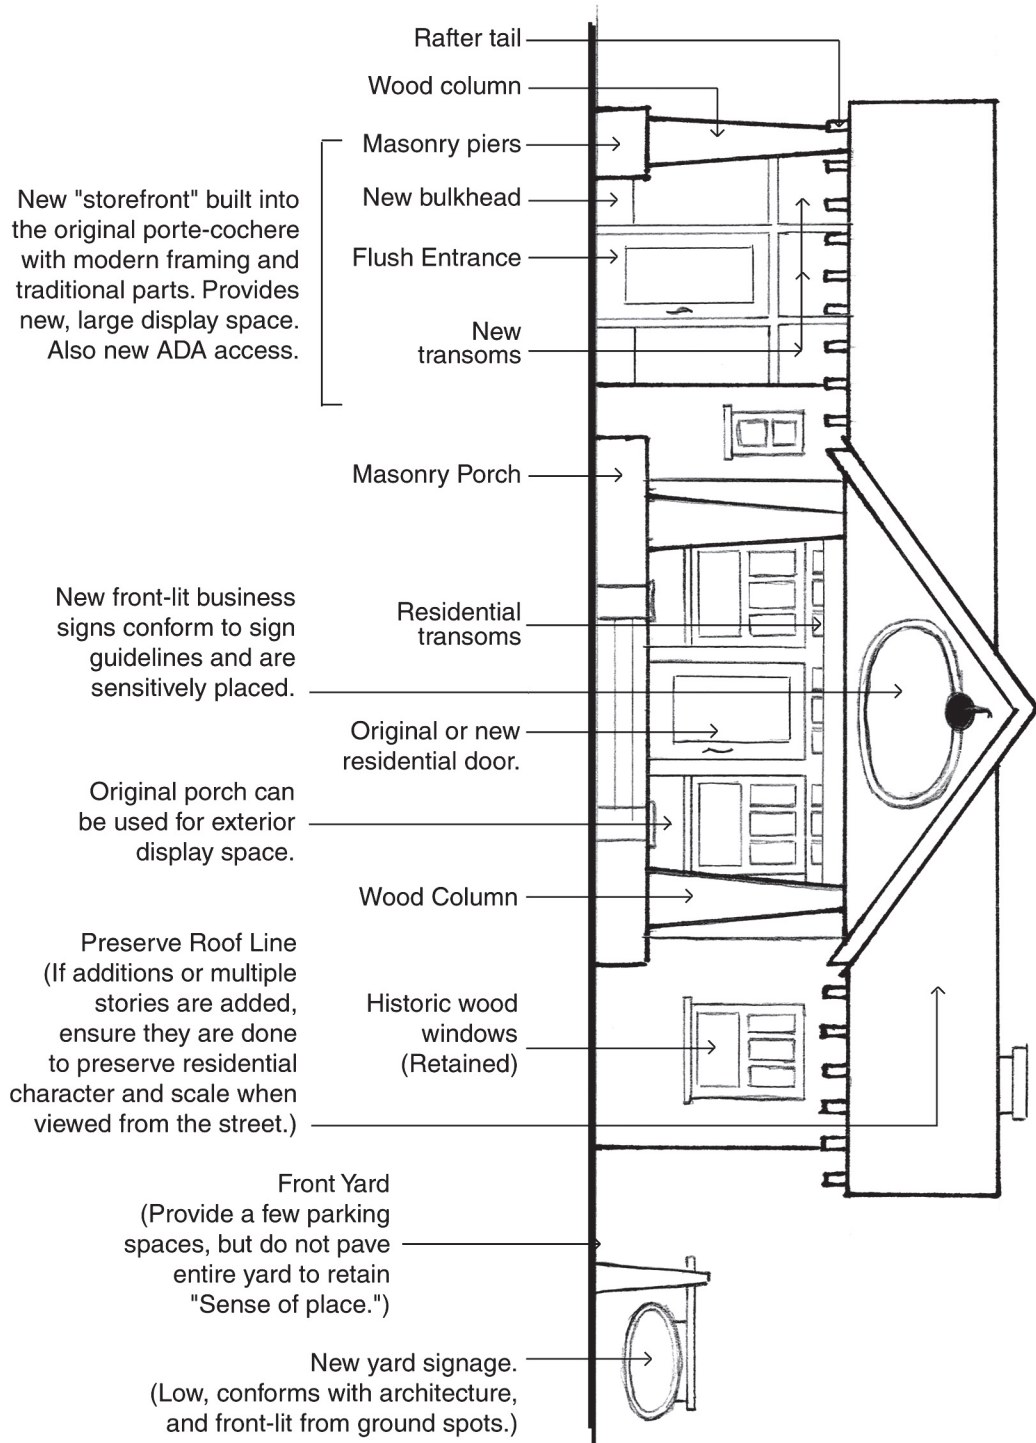 Rafter tail
Wood column
Masonry piers
New bulkhead
Flush Entrance
New
transoms
New "storefront" built into
the original porte-cochere
with modern framing and
traditional parts. Provides
new, large display space.
Also new ADA access.
Masonry Porch
New front-lit business
signs conform to sign
guidelines and are
sensitively placed.
Residential
transoms
Original or new
residential door.
Original porch can
be used for exterior
display space.
Wood Column
Preserve Roof Line
(If additions or multiple
stories are added,
ensure they are done
to preserve residential
character and scale when
viewed from the street.)
Historic wood
windows
(Retained)
Front Yard
(Provide a few parking
spaces, but do not pave
entire yard to retain
"Sense of place.")
New yard signage.
(Low, conforms with architecture,
and front-lit from ground spots.)